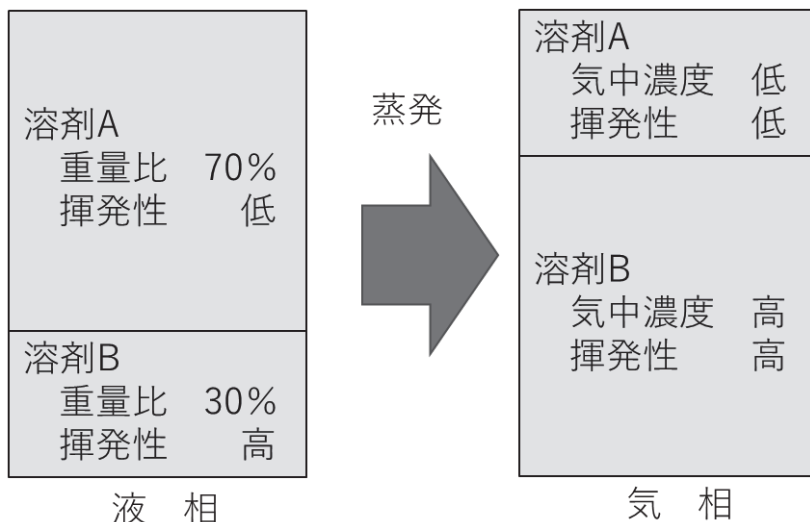 溶剤A
重量比 70%
揮発性 低
溶剤B
重量比 30%
揮発性 高
液 相
蒸発
溶剤A
気中濃度 低
揮発性 低
溶剤B
気中濃度 高
揮発性 高
気 相